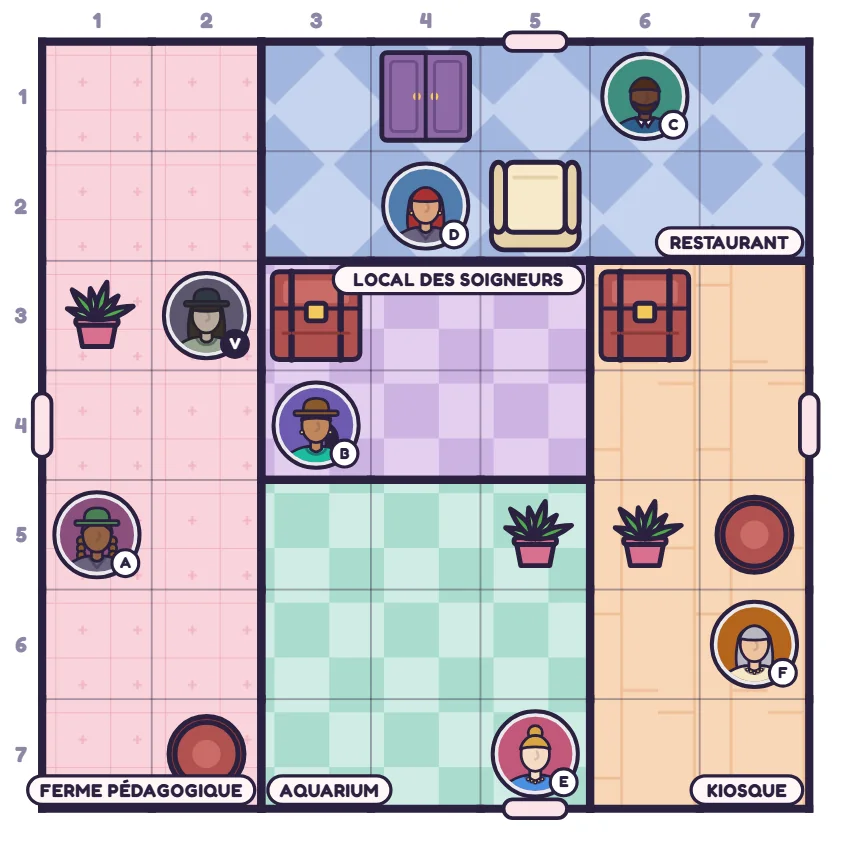 1 2 3 4 5 6 7
1
C
2
D
RESTAURANT
LOCAL DES SOIGNEURS
3
V
4
B
5
A
6
F
7
E
FERME PÉDAGOGIQUE
AQUARIUM
KIOSQUE